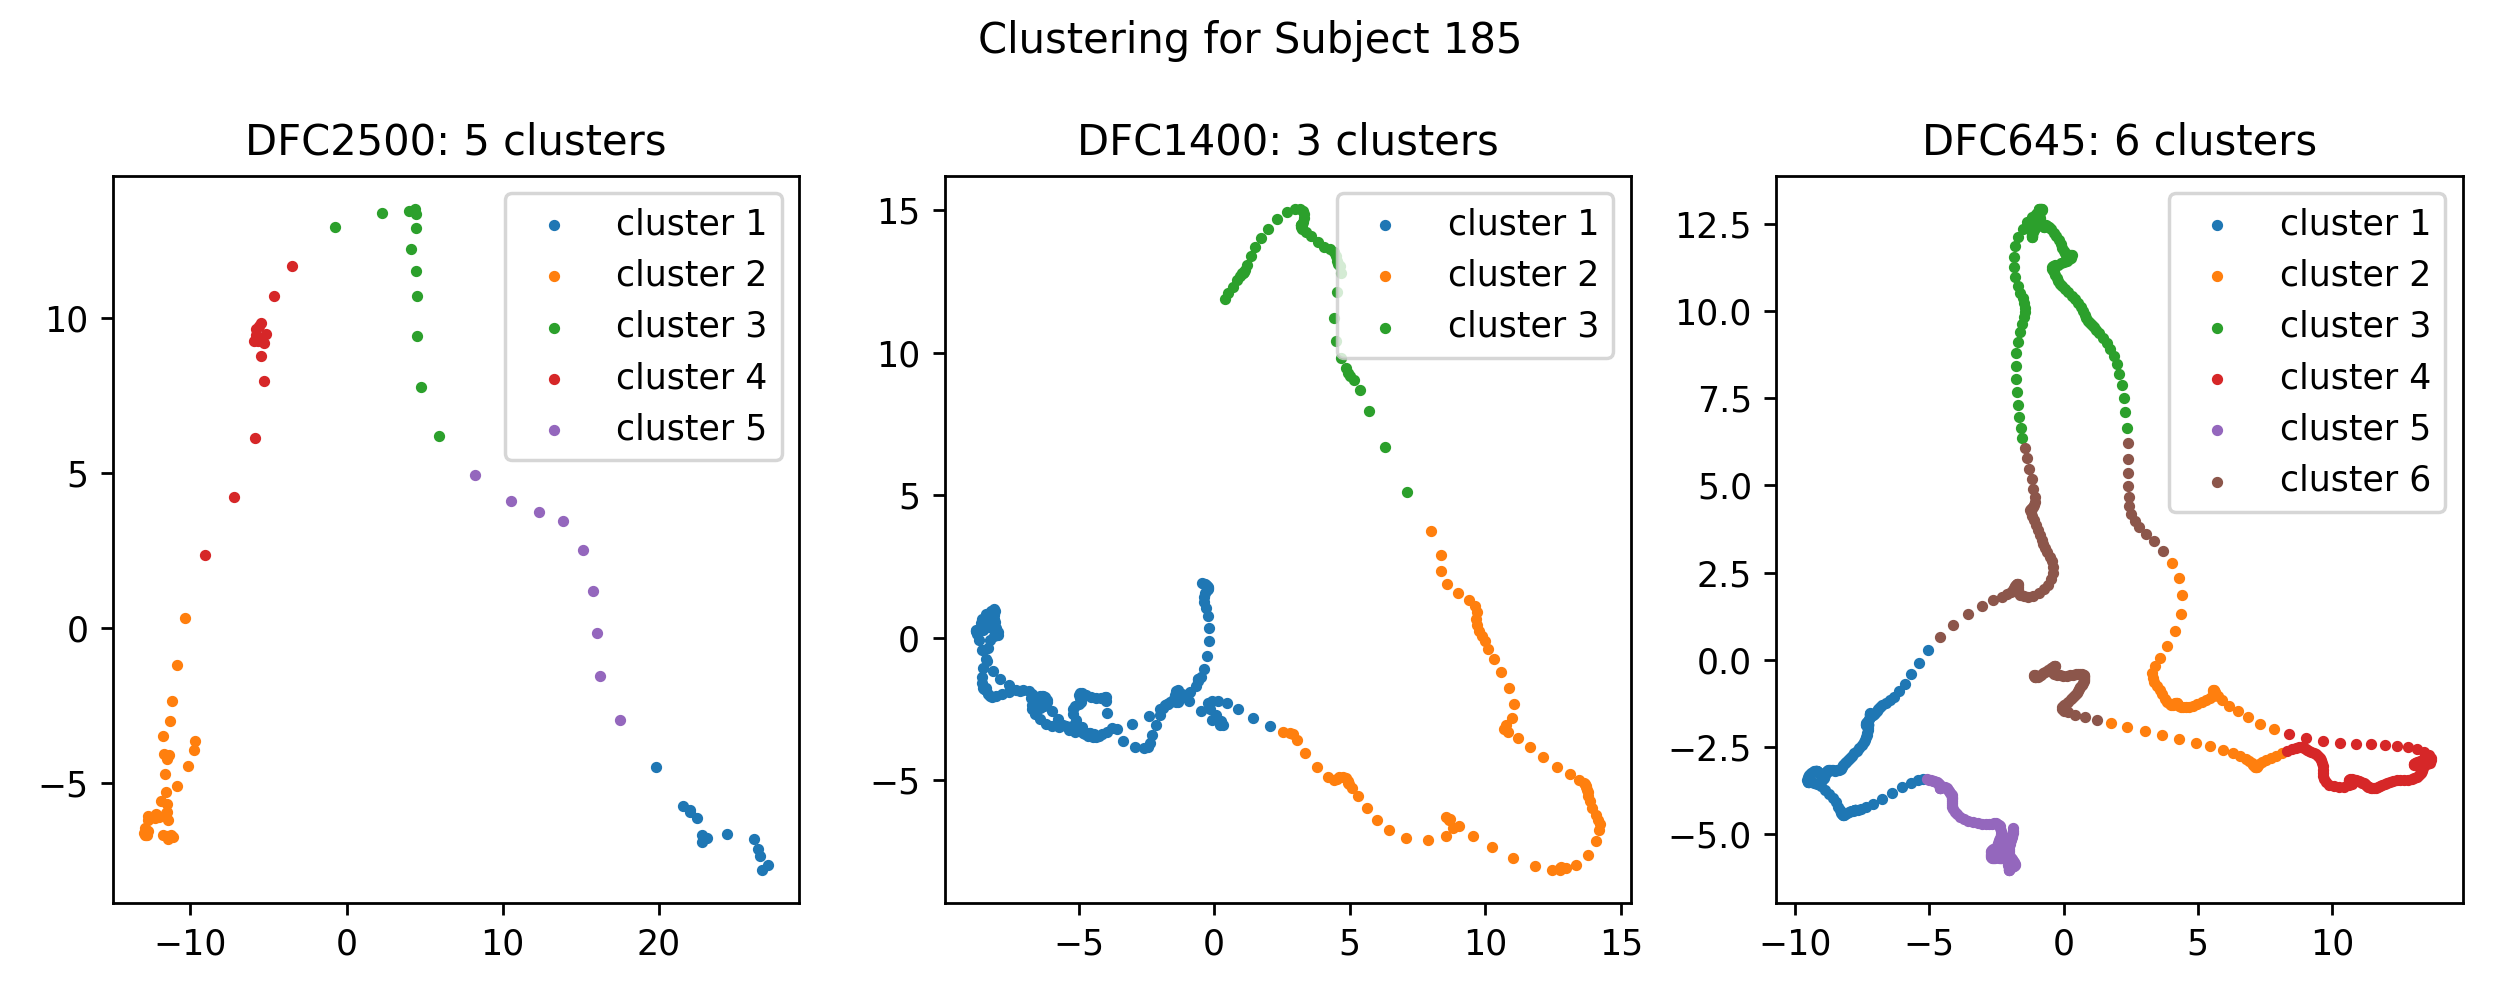 Clustering for Subject 185
DFC2500: 5 clusters
cluster 1
cluster 2
cluster 3
cluster 4
cluster 5
10
5
0
−5
−10
0
10
20
DFC1400: 3 clusters
cluster 1
cluster 2
cluster 3
15
10
5
0
−5
−5
0
5
10
15
DFC645: 6 clusters
cluster 1
cluster 2
cluster 3
cluster 4
cluster 5
cluster 6
12.5
10.0
7.5
5.0
2.5
0.0
−2.5
−5.0
−10
−5
0
5
10